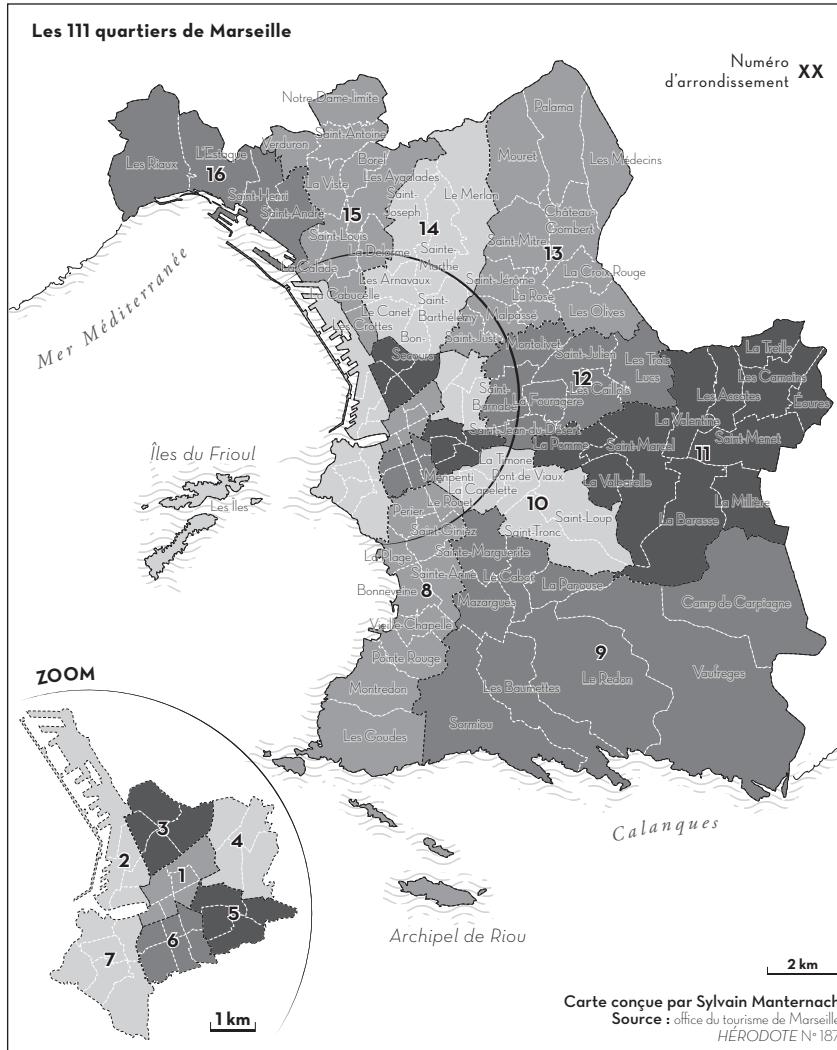 Les 111 quartiers de Marseille
Numéro
d'arrondissement XX
Notre Dame-limite
Palama
Verduron
Saint-Antoine
L'Estaque
Les Riaux
16
Borel
Mouret
Les Médecins
La Viste
Les Aygalades
Saint-Henri
Saint-Joseph
Le Merlan
Saint-André
15
14
Château-Gombert
Saint-Louis
La Delorme
Sainte-Marthe
Saint-Mitre
13
La Calade
Les Arnavaux
Saint-Jérôme
La Croix-Rouge
La Cabucelle
La Rose
Le Canet
Saint-Barthélemy
Malpassé
Les Olives
Les Crottes
Bon-Secours
Saint-Just
Montolivet
Saint-Julien
Les Trois Lucs
La Treille
12
Les Camoins
Saint-Barnabé
Les Caillols
Les Accates
Éoures
La Fouragère
La Valentine
Saint-Jean-du-Désert
Saint-Menet
La Pomme
Saint-Marcel
11
La Timone
Menpenti
Pont de Vivaux
La Valbarelle
La Capelette
Le Rouet
10
La Millière
Perier
Saint-Loup
La Barasse
Saint-Giniez
Saint-Tronc
La Plage
Sainte-Marguerite
Sainte-Anne
Le Cabot
La Panouse
Bonneveine
8
Mazargues
Camp de Carpiagne
Vieille-Chapelle
9
Pointe Rouge
Le Redon
Vaufreges
Montredon
Les Baumettes
Les Goudes
Sormiou
Mer Méditerranée
Îles du Frioul
Les Îles
ZOOM
3
2
4
1
5
6
7
1 km
Calanques
Archipel de Riou
2 km
Carte conçue par Sylvain Manternach
Source : office du tourisme de Marseille
HÉRODOTE N° 187